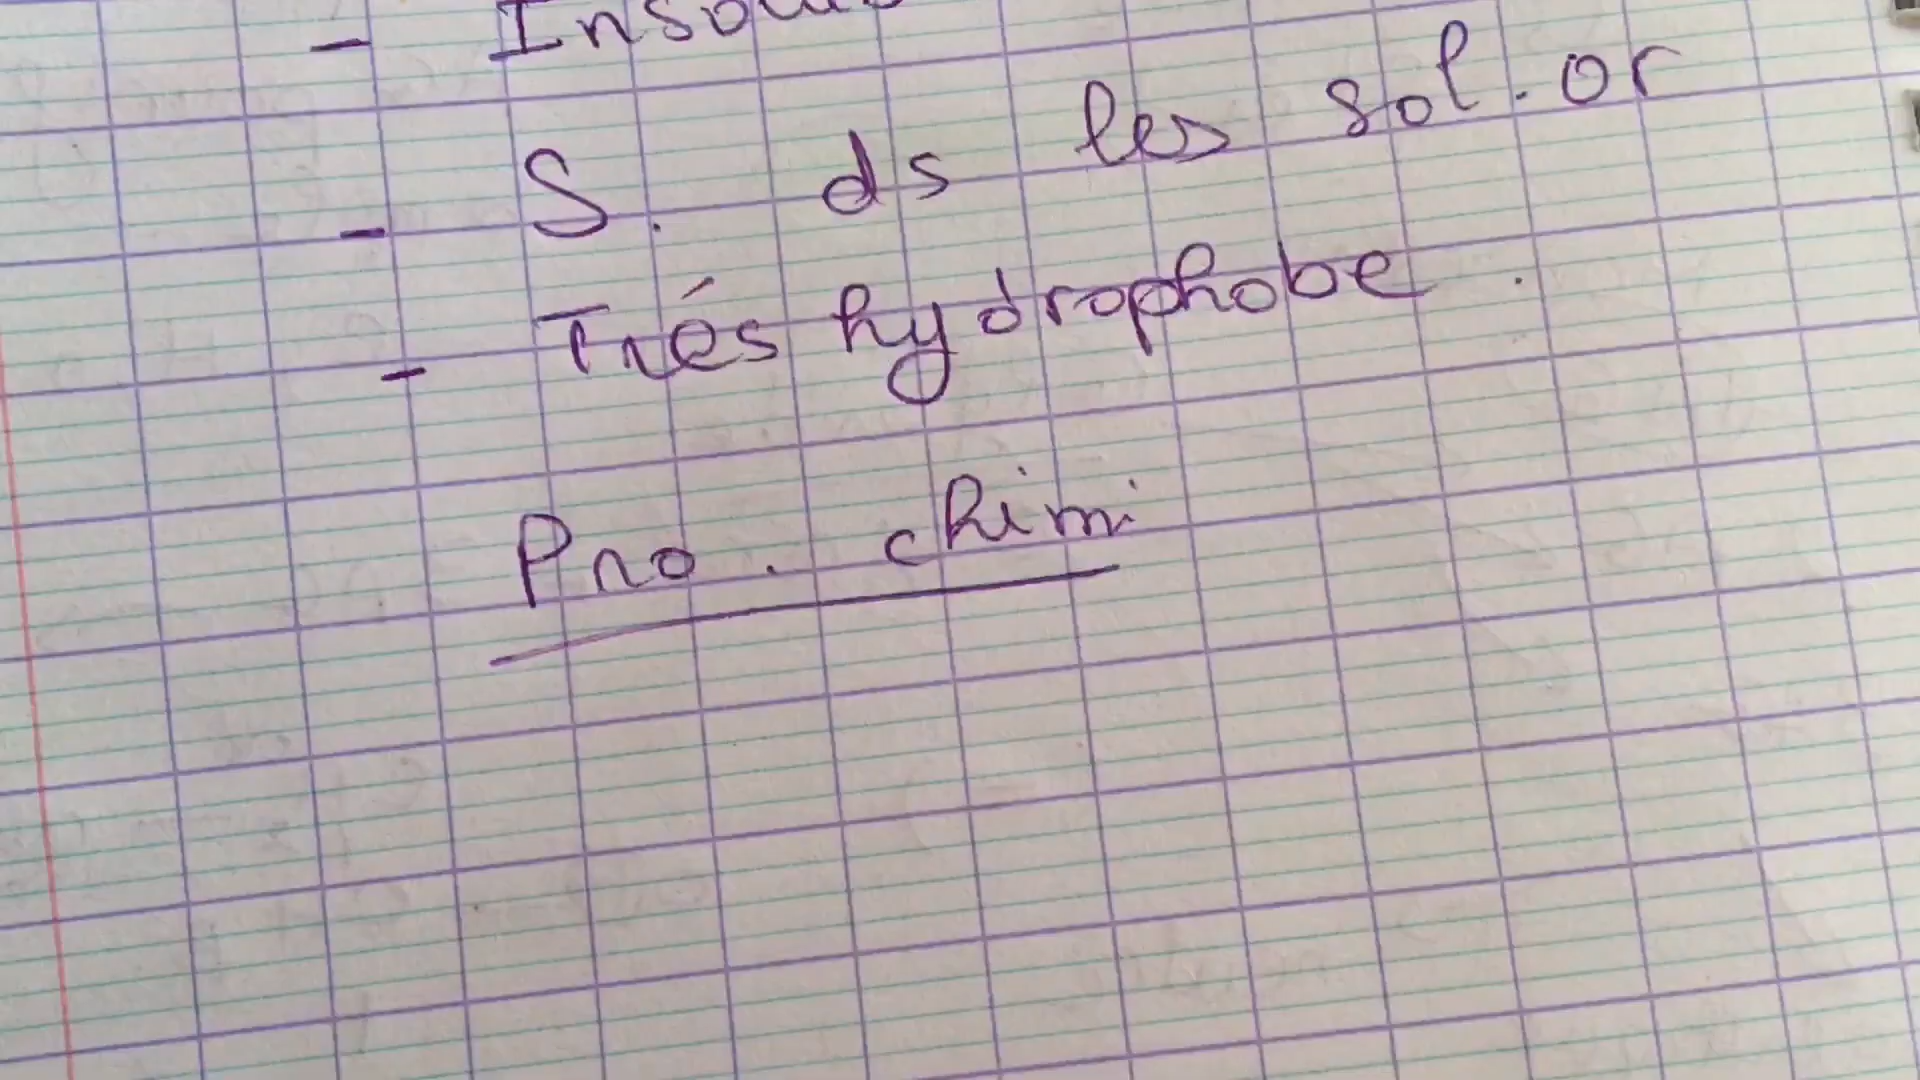 - S. ds les sol. or
- Trés hydrophobe.
Pro. chimi